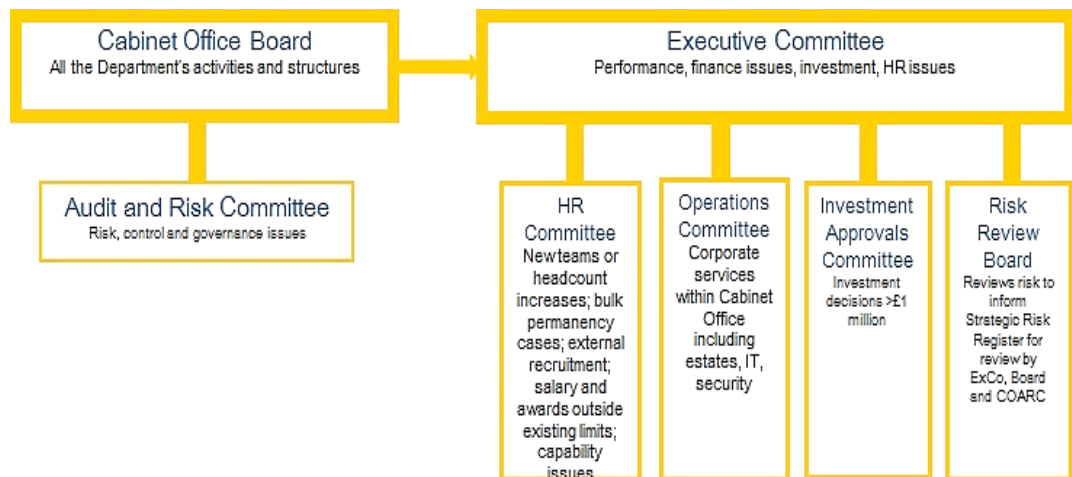 Cabinet Office Board
All the Department's activities and structures
Executive Committee
Performance, finance issues, investment, HR issues
Audit and Risk Committee
Risk, control and governance issues
HR
Committee
New teams or
headcount
increases; bulk
permanency
cases; external
recruitment;
salary and
awards outside
existing limits;
capability
issues
Operations
Committee
Corporate
services
within Cabinet
Office
including
estates, IT,
security
Investment
Approvals
Committee
Investment
decisions >£1
million
Risk
Review
Board
Reviews risk to
inform
Strategic Risk
Register for
review by
ExCo, Board
and COARC